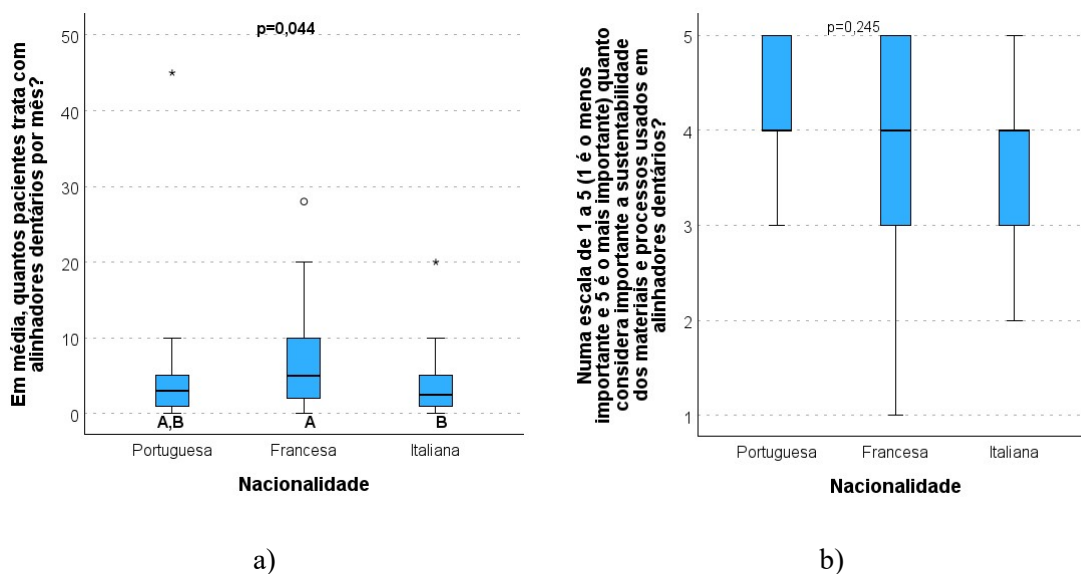 Em média, quantos pacientes trata com
alinhadores dentários por mês?
p=0,044
50
40
30
20
10
0
A,B
A
B
Portuguesa
Francesa
Italiana
Nacionalidade
a)
Numa escala de 1 a 5 (1 é o menos
importante e 5 é o mais importante) quanto
considera importante a sustentabilidade
dos materiais e processos usados em
alinhadores dentários?
p=0,245
5
4
3
2
1
Portuguesa
Francesa
Italiana
Nacionalidade
b)